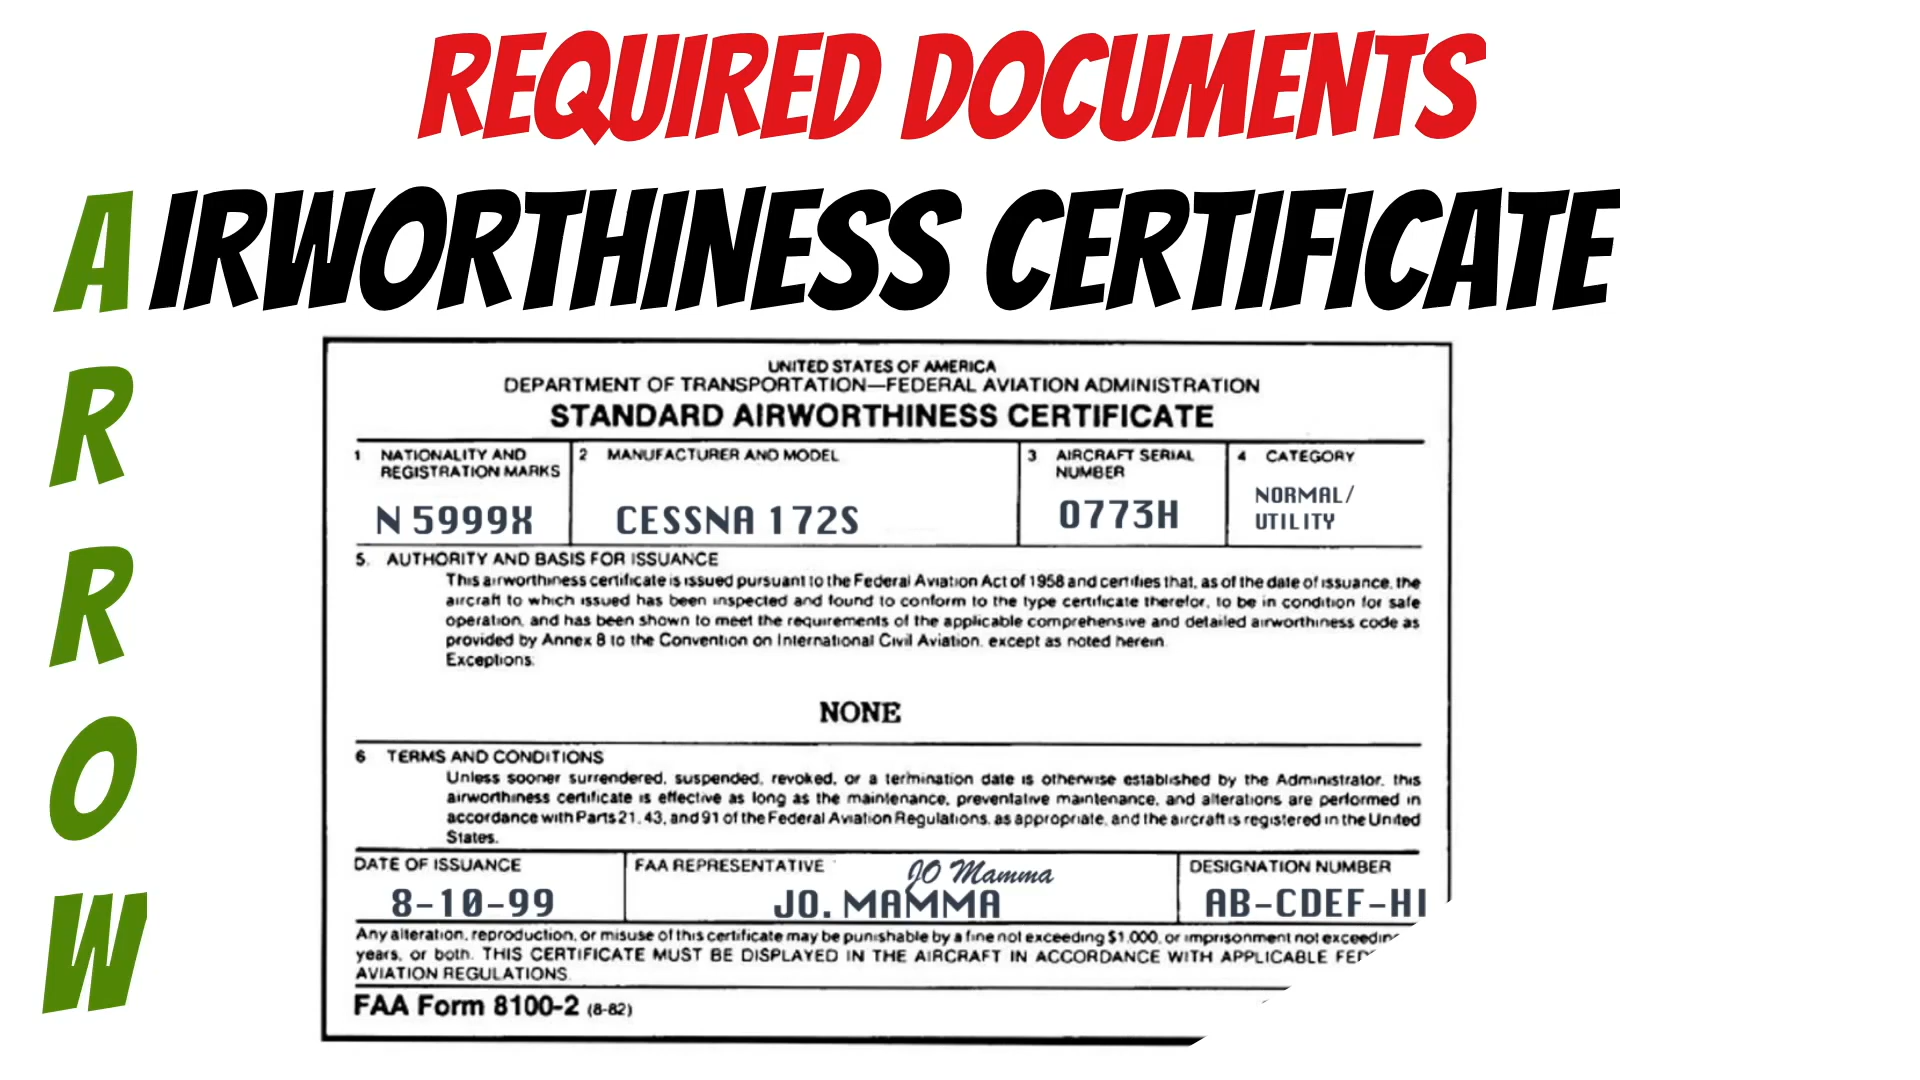 REQUIRED DOCUMENTS
AIRWORTHINESS CERTIFICATE
R
R
O
W
UNITED STATES OF AMERICA
DEPARTMENT OF TRANSPORTATION—FEDERAL AVIATION ADMINISTRATION
STANDARD AIRWORTHINESS CERTIFICATE
1 NATIONALITY AND REGISTRATION MARKS
N 5999X
2 MANUFACTURER AND MODEL
CESSNA 172S
3 AIRCRAFT SERIAL NUMBER
0773H
4 CATEGORY
NORMAL/
UTILITY
5. AUTHORITY AND BASIS FOR ISSUANCE
This airworthiness certificate is issued pursuant to the Federal Aviation Act of 1958 and certifies that, as of the date of issuance, the
aircraft to which issued has been inspected and found to conform to the type certificate therefor, to be in condition for safe
operation, and has been shown to meet the requirements of the applicable comprehensive and detailed airworthiness code as
provided by Annex 8 to the Convention on International Civil Aviation, except as noted herein.
Exceptions:
NONE
6 TERMS AND CONDITIONS
Unless sooner surrendered, suspended, revoked, or a termination date is otherwise established by the Administrator, this
airworthiness certificate is effective as long as the maintenance, preventative maintenance, and alterations are performed in
accordance with Parts 21, 43, and 91 of the Federal Aviation Regulations, as appropriate, and the aircraft is registered in the United
States.
DATE OF ISSUANCE
8-10-99
FAA REPRESENTATIVE
JO Mamma
JO. MAMMA
DESIGNATION NUMBER
AB-CDEF-HI
Any alteration, reproduction, or misuse of this certificate may be punishable by a fine not exceeding $1,000, or imprisonment not exceedin
years, or both. THIS CERTIFICATE MUST BE DISPLAYED IN THE AIRCRAFT IN ACCORDANCE WITH APPLICABLE FED
AVIATION REGULATIONS.
FAA Form 8100-2 (8-82)